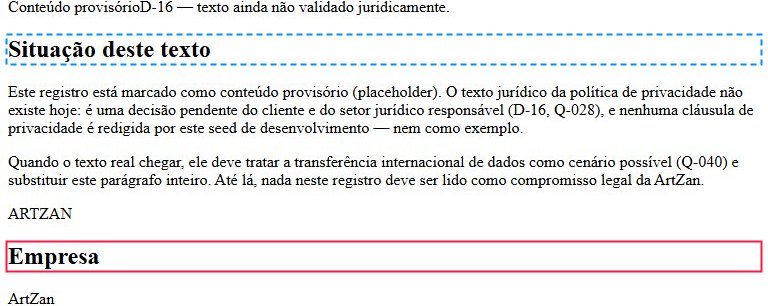 Conteúdo provisórioD-16 — texto ainda não validado juridicamente.
Situação deste texto
Este registro está marcado como conteúdo provisório (placeholder). O texto jurídico da política de privacidade não
existe hoje: é uma decisão pendente do cliente e do setor jurídico responsável (D-16, Q-028), e nenhuma cláusula de
privacidade é redigida por este seed de desenvolvimento — nem como exemplo.
Quando o texto real chegar, ele deve tratar a transferência internacional de dados como cenário possível (Q-040) e
substituir este parágrafo inteiro. Até lá, nada neste registro deve ser lido como compromisso legal da ArtZan.
ARTZAN
Empresa
ArtZan